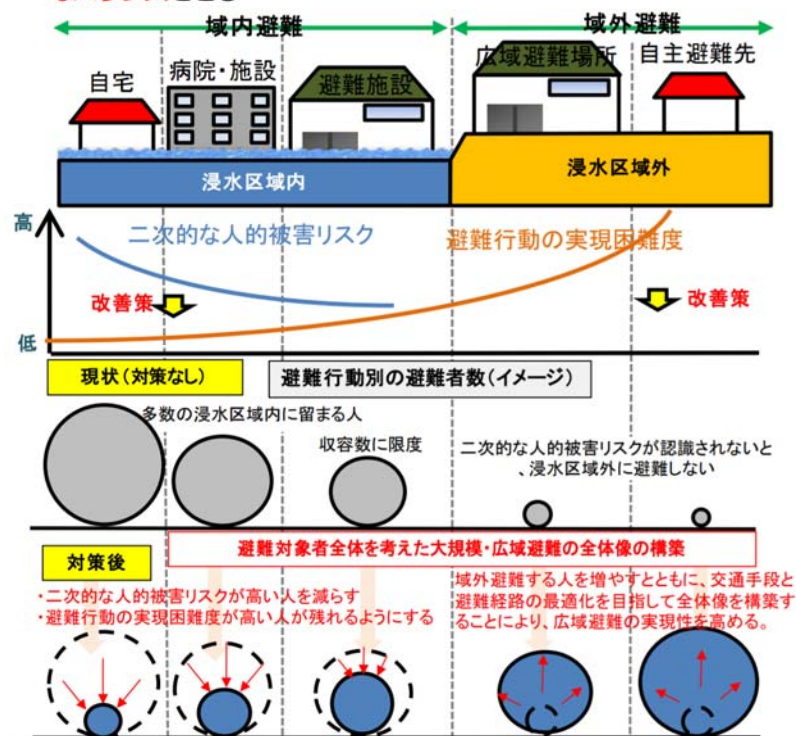 域内避難
域外避難
自宅
病院・施設
避難施設
広域避難場所
自主避難先
浸水区域内
浸水区域外
高
二次的な人的被害リスク
避難行動の実現困難度
改善策
改善策
低
現状(対策なし)
避難行動別の避難者数(イメージ)
多数の浸水区域内に留まる人
収容数に限度
二次的な人的被害リスクが認識されないと
、浸水区域外に避難しない
対策後
避難対象者全体を考えた大規模・広域避難の全体像の構築
・二次的な人的被害リスクが高い人を減らす
・避難行動の実現困難度が高い人が残れるようにする
域外避難する人を増やすとともに、交通手段と
避難経路の最適化を目指して全体像を構築す
ることにより、広域避難の実現性を高める。